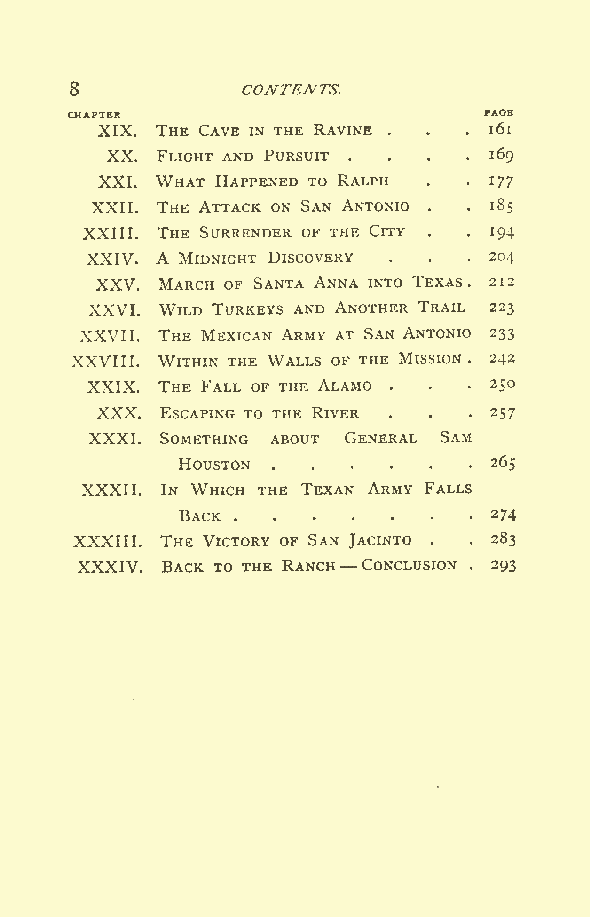 8 CONTENTS.
CHAPTER PAGE
XIX. THE CAVE IN THE RAVINE . . . 161
XX. FLIGHT AND PURSUIT . . . . 169
XXI. WHAT HAPPENED TO RALPH . . 177
XXII. THE ATTACK ON SAN ANTONIO . . 185
XXIII. THE SURRENDER OF THE CITY . . 194
XXIV. A MIDNIGHT DISCOVERY . . . 204
XXV. MARCH OF SANTA ANNA INTO TEXAS . 212
XXVI. WILD TURKEYS AND ANOTHER TRAIL 223
XXVII. THE MEXICAN ARMY AT SAN ANTONIO 233
XXVIII. WITHIN THE WALLS OF THE MISSION . 242
XXIX. THE FALL OF THE ALAMO . . . 250
XXX. ESCAPING TO THE RIVER . . . 257
XXXI. SOMETHING ABOUT GENERAL SAM
HOUSTON . . . . . . 265
XXXII. IN WHICH THE TEXAN ARMY FALLS
BACK . . . . . . . 274
XXXIII. THE VICTORY OF SAN JACINTO . . 283
XXXIV. BACK TO THE RANCH — CONCLUSION . 293